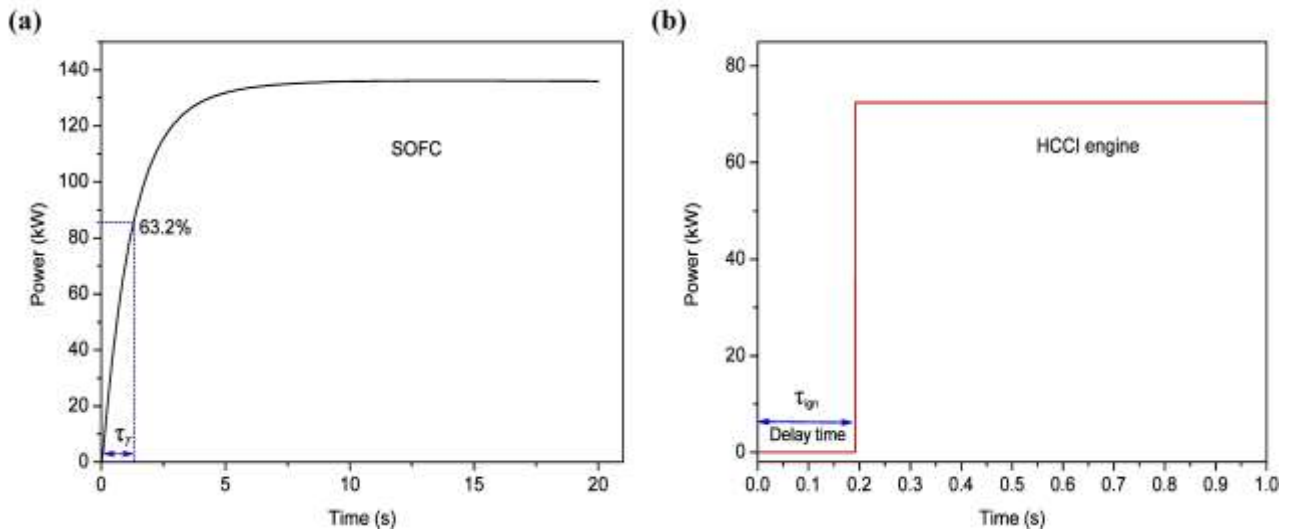 (a)
Power (kW)
140
120
100
80
60
40
20
0
SOFC
63.2%
τr
0
5
10
15
20
Time (s)
(b)
Power (kW)
80
60
40
20
0
HCCI engine
τign
Delay time
0.0
0.1
0.2
0.3
0.4
0.5
0.6
0.7
0.8
0.9
1.0
Time (s)